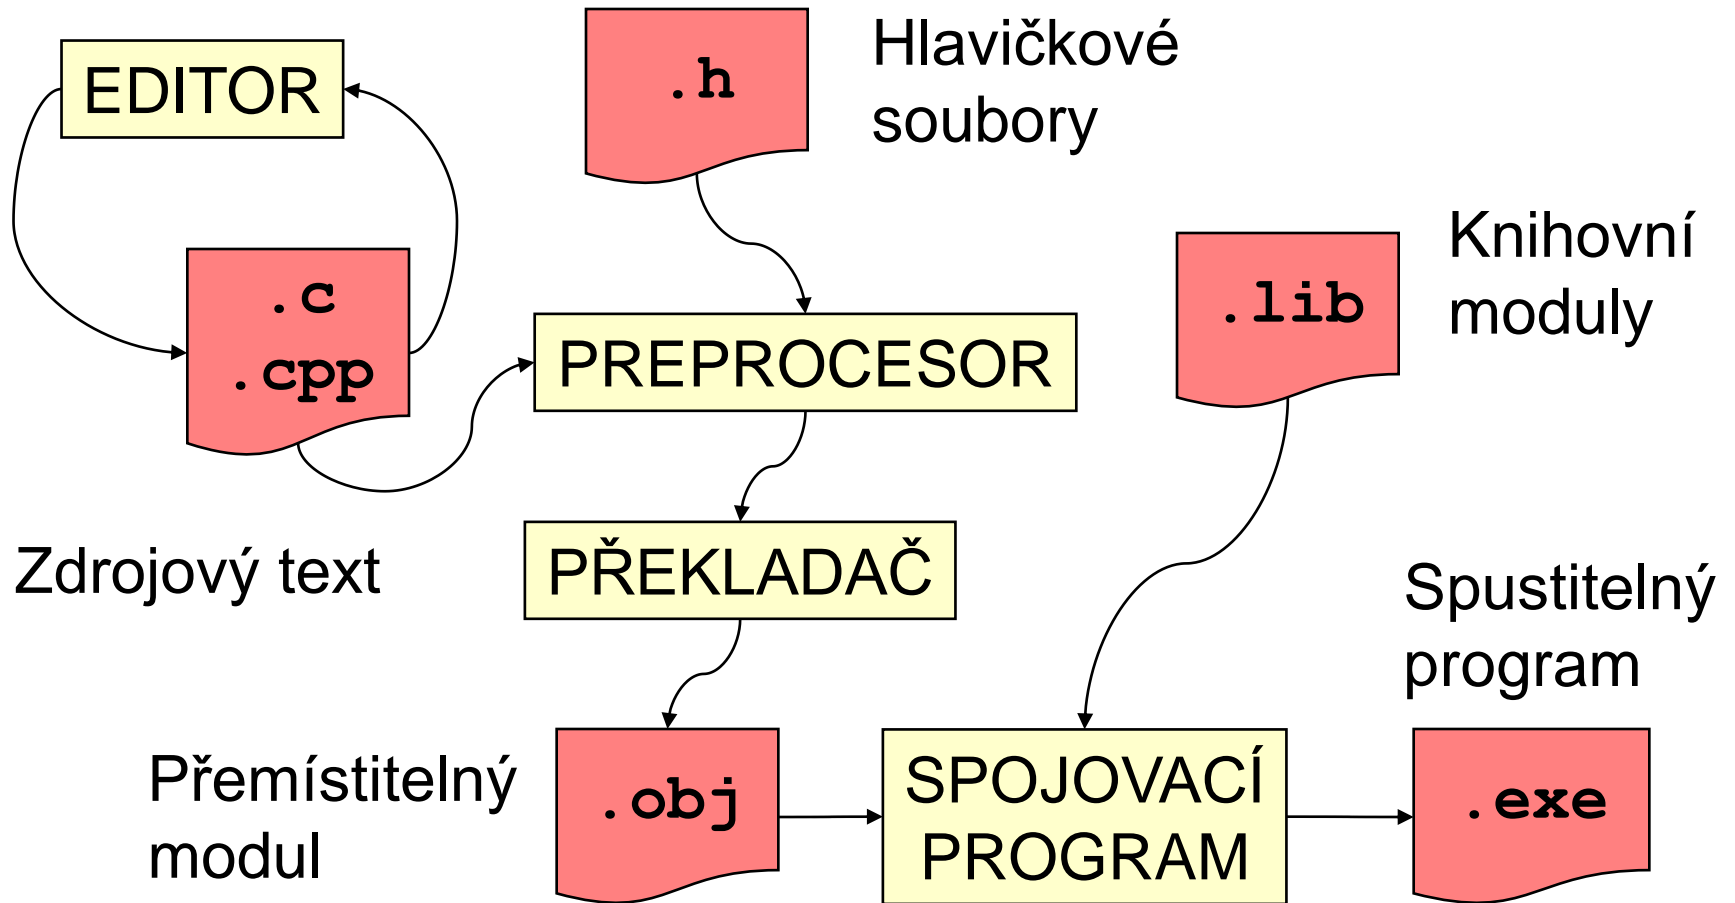 EDITOR
.h
Hlavičkové
soubory
.c
.cpp
PREPROCESOR
.lib
Knihovní
moduly
Zdrojový text
PŘEKLADAČ
Spustitelný
program
Přemístitelný
modul
.obj
SPOJOVACÍ
PROGRAM
.exe